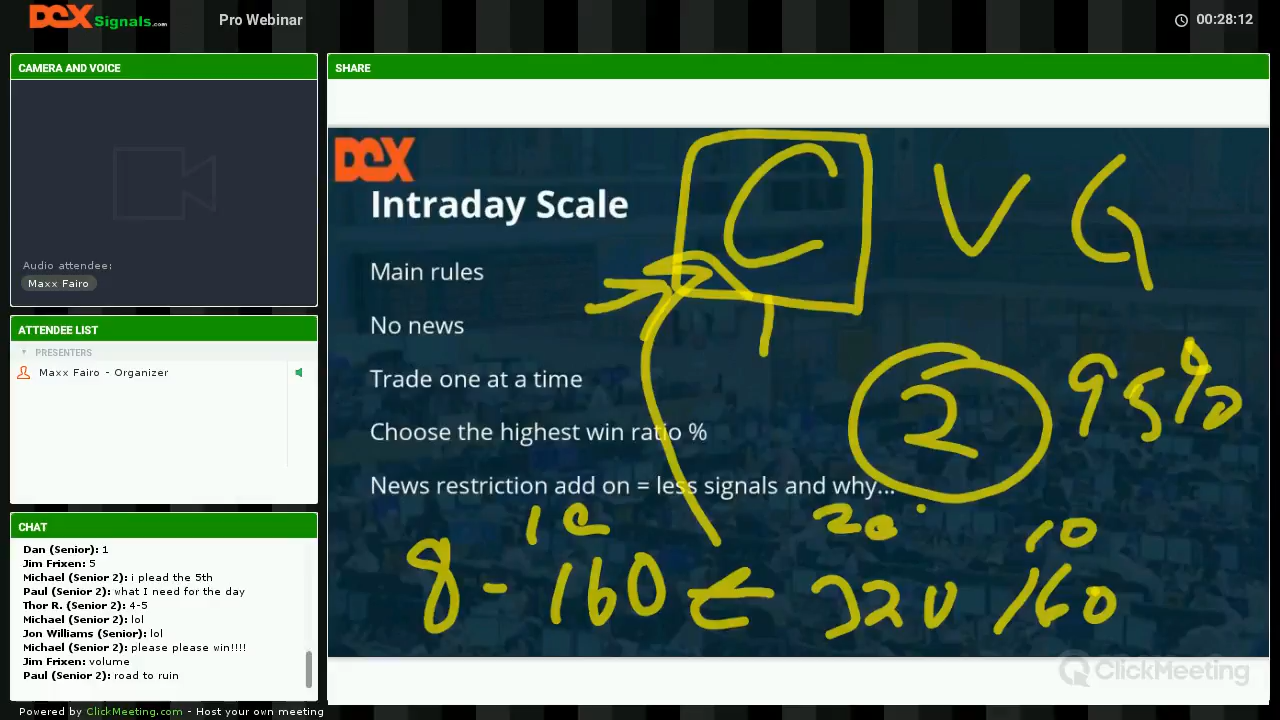 DEX Signals.com
Pro Webinar
00:28:12
CAMERA AND VOICE
Audio attendee:
Maxx Fairo
ATTENDEE LIST
PRESENTERS
Maxx Fairo - Organizer
CHAT
Dan (Senior): 1
Jim Frixen: 5
Michael (Senior 2): i plead the 5th
Paul (Senior 2): what I need for the day
Thor R. (Senior 2): 4-5
Michael (Senior 2): lol
Jon Williams (Senior): lol
Michael (Senior 2): please please win!!!!
Jim Frixen: volume
Paul (Senior 2): road to ruin
Powered by ClickMeeting.com - Host your own meeting
SHARE
DEX
Intraday Scale
C V G
Main rules
No news
Trade one at a time
2 95%
Choose the highest win ratio %
News restriction add on = less signals and why...
20 10
8 - 160 320 160
ClickMeeting